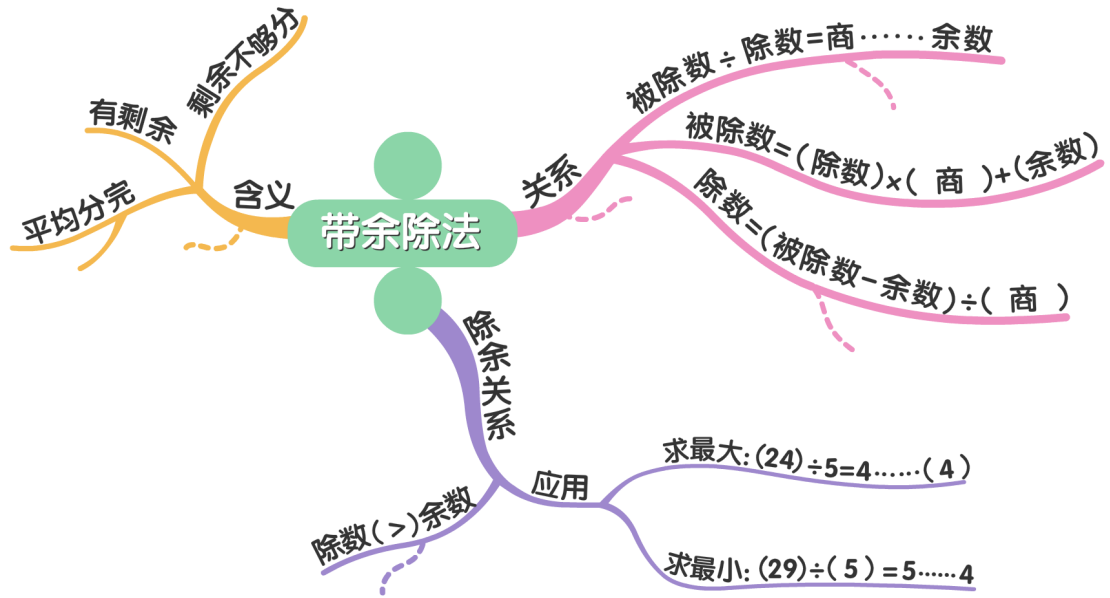 带余除法
含义
剩余不够分
有剩余
平均分完
关系
被除数÷除数=商……余数
被除数=(除数)×( 商 )+(余数)
除数=(被除数-余数)÷( 商 )
除余关系
除数(>)余数
应用
求最大:(24)÷5=4……(4)
求最小:(29)÷(5)=5……4